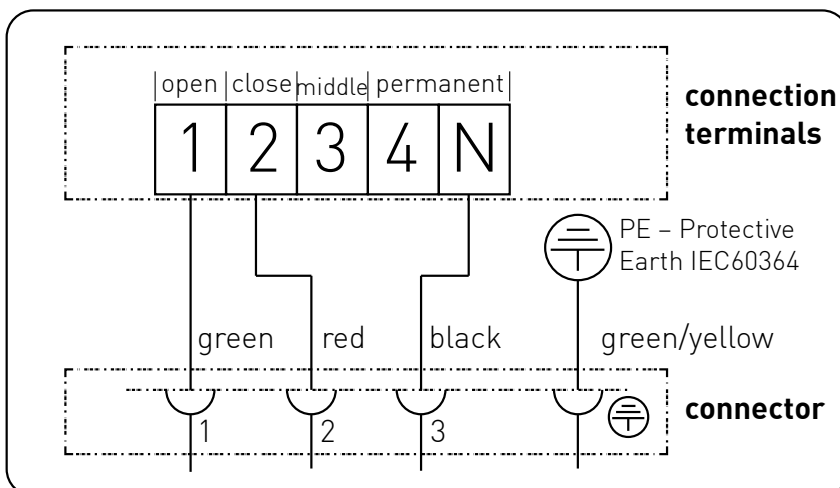 open close middle permanent
connection
terminals
1 2 3 4 N
PE – Protective
Earth IEC60364
green red black green/yellow
connector
1 2 3